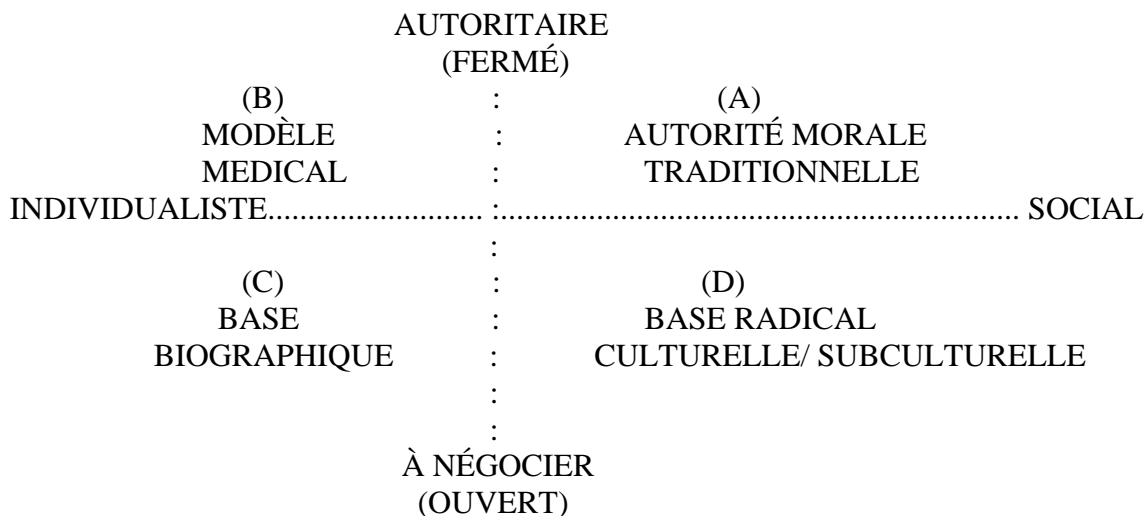 AUTORITAIRE
(FERMÉ)
(B) : (A)
MODÈLE : AUTORITÉ MORALE
MEDICAL : TRADITIONNELLE
INDIVIDUALISTE.......................... :................................................................ SOCIAL
:
(C) : (D)
BASE : BASE RADICAL
BIOGRAPHIQUE : CULTURELLE/ SUBCULTURELLE
:
:
À NÉGOCIER
(OUVERT)